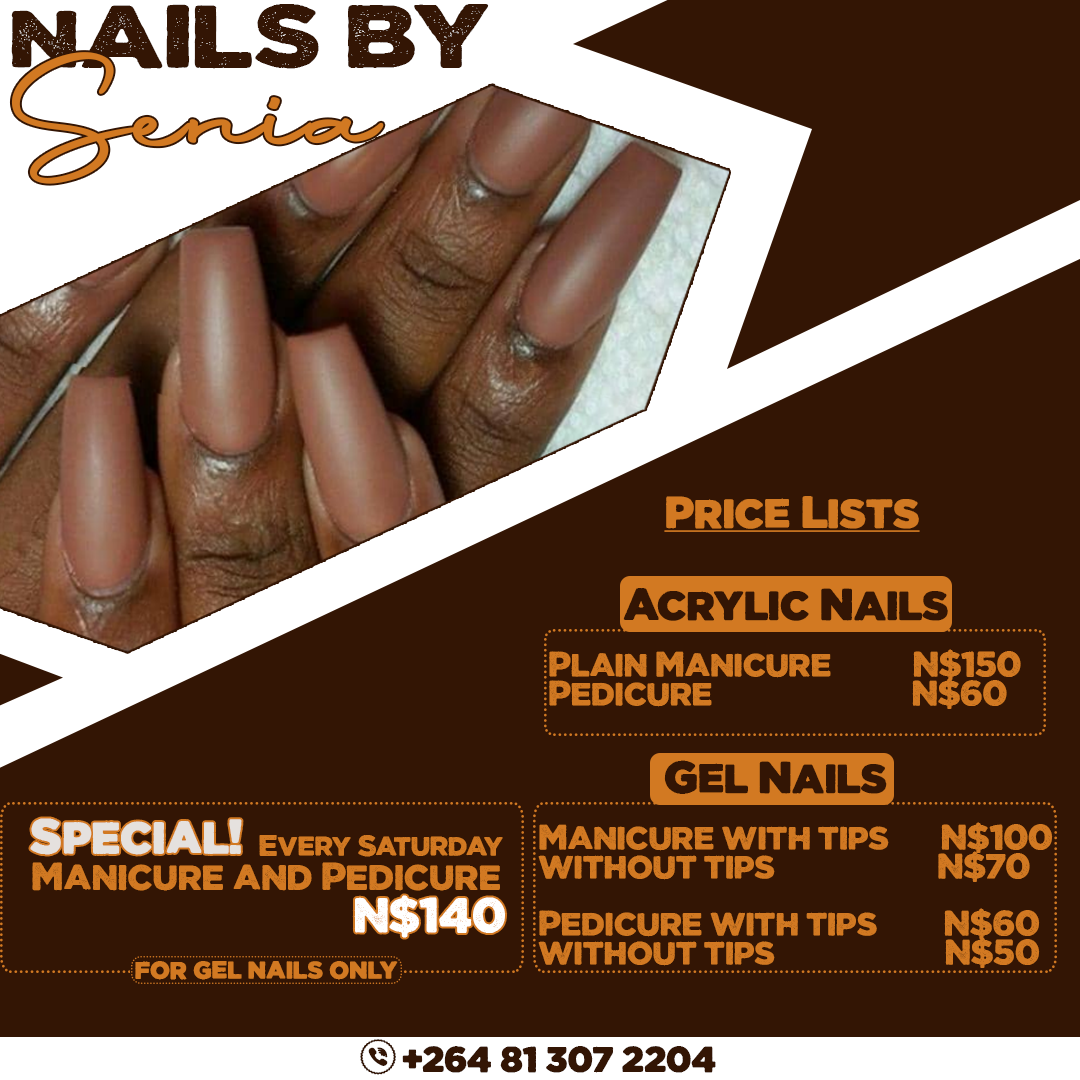 NAILS BY
Senia
PRICE LISTS
ACRYLIC NAILS
PLAIN MANICURE N$150
PEDICURE N$60
GEL NAILS
MANICURE WITH TIPS N$100
WITHOUT TIPS N$70
PEDICURE WITH TIPS N$60
WITHOUT TIPS N$50
SPECIAL! EVERY SATURDAY
MANICURE AND PEDICURE
N$140
FOR GEL NAILS ONLY
+264 81 307 2204